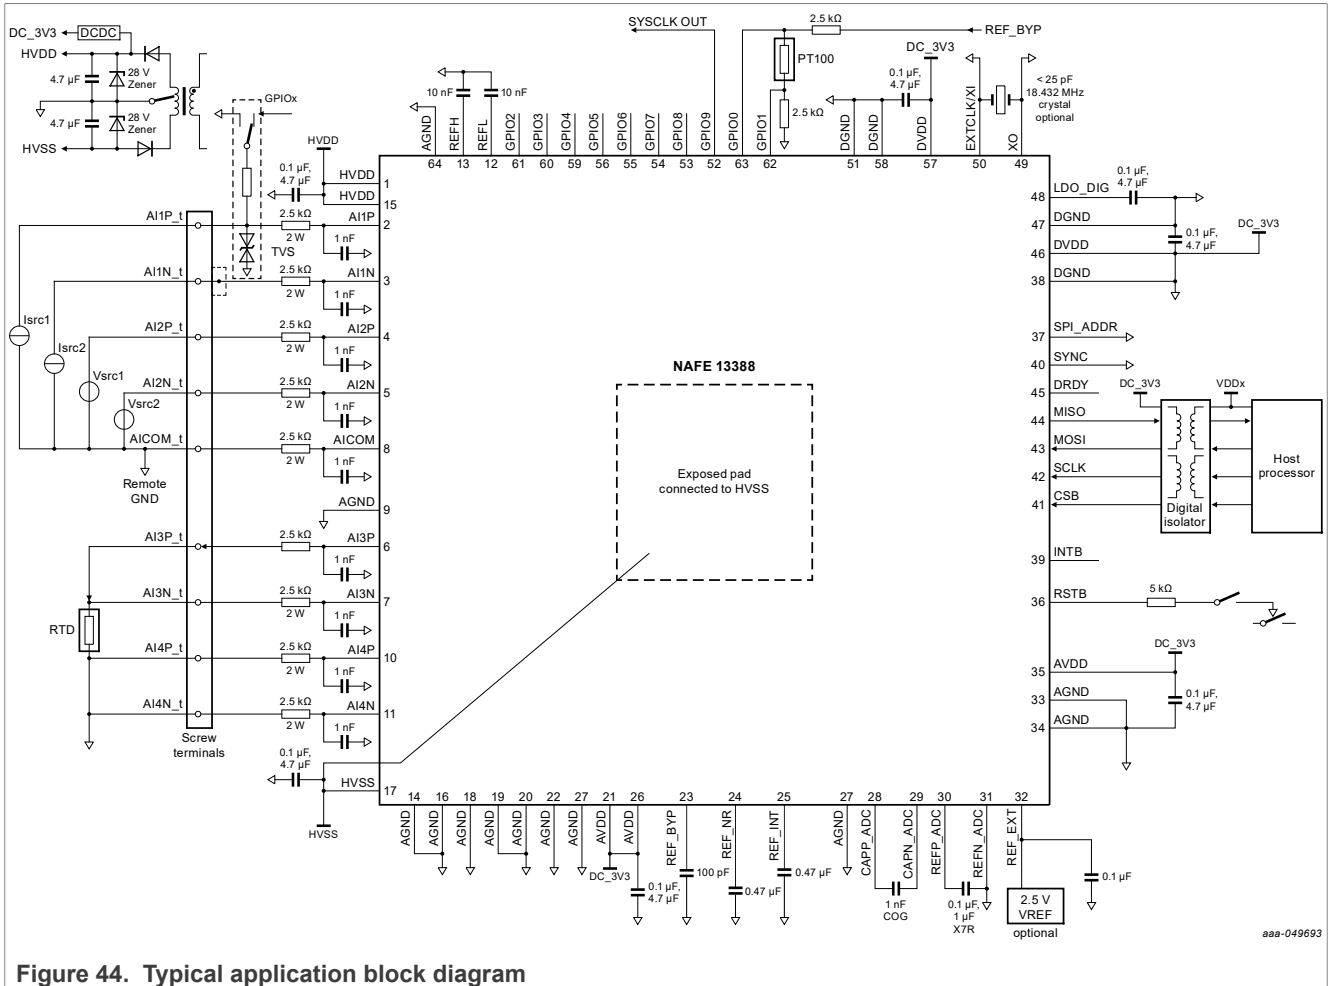 SYSCLK OUT
2.5 kΩ
REF_BYP
DC_3V3
DCDC
HVDD
4.7 µF
28 V
Zener
4.7 µF
28 V
Zener
HVSS
GPIOx
10 nF
10 nF
PT100
2.5 kΩ
DC_3V3
0.1 µF,
4.7 µF
< 25 pF
18.432 MHz
crystal
optional
AGND
REFH
REFL
GPIO2
GPIO3
GPIO4
GPIO5
GPIO6
GPIO7
GPIO8
GPIO9
GPIO0
GPIO1
DGND
DGND
DVDD
EXTCLK/XI
XO
64
13
12
61
60
59
56
55
54
53
52
63
62
51
58
57
50
49
HVDD
0.1 µF,
4.7 µF
HVDD
1
HVDD
15
AI1P_t
2.5 kΩ
2 W
AI1P
2
1 nF
TVS
AI1N_t
2.5 kΩ
2 W
AI1N
3
1 nF
AI2P_t
2.5 kΩ
2 W
AI2P
4
1 nF
AI2N_t
2.5 kΩ
2 W
AI2N
5
1 nF
AICOM_t
2.5 kΩ
2 W
AICOM
8
1 nF
Isrc1
Isrc2
Vsrc1
Vsrc2
Remote
GND
AGND
9
AI3P_t
2.5 kΩ
AI3P
6
1 nF
AI3N_t
2.5 kΩ
2 W
AI3N
7
1 nF
RTD
AI4P_t
2.5 kΩ
2 W
AI4P
10
1 nF
AI4N_t
2.5 kΩ
2 W
AI4N
11
1 nF
Screw
terminals
0.1 µF,
4.7 µF
HVSS
17
HVSS
NAFE 13388
Exposed pad
connected to HVSS
48
LDO_DIG
0.1 µF,
4.7 µF
47
DGND
46
DVDD
0.1 µF,
4.7 µF
DC_3V3
38
DGND
37
SPI_ADDR
40
SYNC
45
DRDY
44
MISO
43
MOSI
42
SCLK
41
CSB
DC_3V3
VDDx
Digital
isolator
Host
processor
39
INTB
36
RSTB
5 kΩ
DC_3V3
35
AVDD
33
AGND
34
AGND
0.1 µF,
4.7 µF
14
16
18
19
20
22
27
21
26
23
24
25
27
28
29
30
31
32
AGND
AGND
AGND
AGND
AGND
AGND
AGND
AVDD
AVDD
REF_BYP
REF_NR
REF_INT
AGND
CAPP_ADC
CAPN_ADC
REFP_ADC
REFN_ADC
REF_EXT
DC_3V3
0.1 µF,
4.7 µF
100 pF
0.47 µF
0.47 µF
1 nF
COG
0.1 µF,
1 µF
X7R
2.5 V
VREF
optional
0.1 µF
aaa-049693
Figure 44. Typical application block diagram